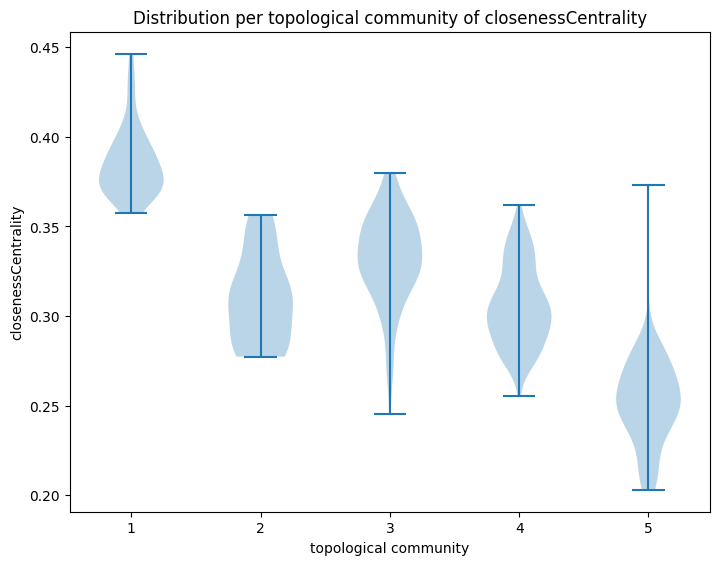 Distribution per topological community of closenessCentrality
0.45
0.40
0.35
0.30
0.25
0.20
closenessCentrality
1 2 3 4 5
topological community